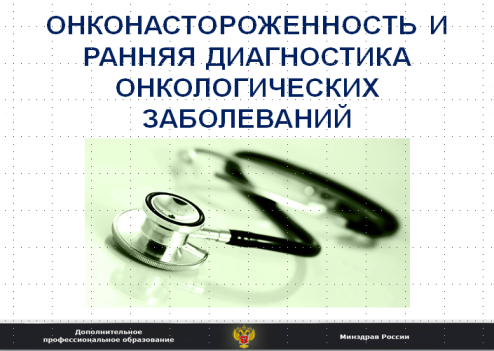 ОНКОНАСТОРОЖЕННОСТЬ И
РАННЯЯ ДИАГНОСТИКА
ОНКОЛОГИЧЕСКИХ
ЗАБОЛЕВАНИЙ
Дополнительное
профессиональное образование
Минздрав России